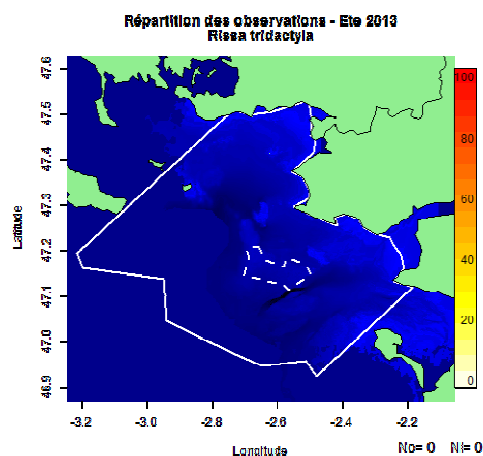 Répartition des observations - Ete 2013
Rissa tridactyla
47.6
47.5
47.4
47.3
47.2
47.1
47.0
46.9
Latitude
100
80
60
40
20
0
-3.2 -3.0 -2.8 -2.6 -2.4 -2.2
Longitude
No= 0 Ni= 0